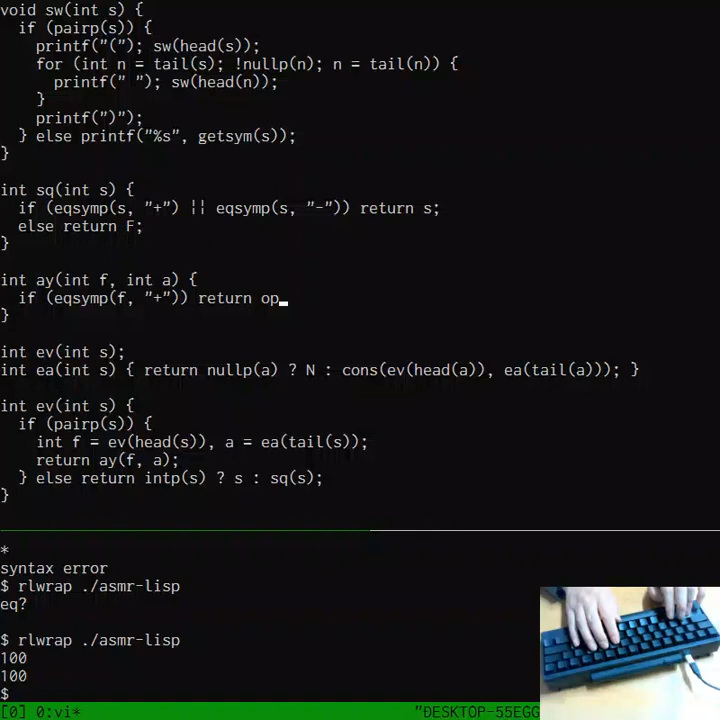 void sw(int s) {
  if (pairp(s)) {
    printf("("); sw(head(s));
    for (int n = tail(s); !nullp(n); n = tail(n)) {
      printf(" "); sw(head(n));
    }
    printf(")");
  } else printf("%s", getsym(s));
}
int sq(int s) {
  if (eqsymp(s, "+") || eqsymp(s, "-")) return s;
  else return F;
}
int ay(int f, int a) {
  if (eqsymp(f, "+")) return op
}
int ev(int s);
int ea(int s) { return nullp(a) ? N : cons(ev(head(a)), ea(tail(a))); }
int ev(int s) {
  if (pairp(s)) {
    int f = ev(head(s)), a = ea(tail(s));
    return ay(f, a);
  } else return intp(s) ? s : sq(s);
}
*
syntax error
$ rlwrap ./asmr-lisp
eq?
$ rlwrap ./asmr-lisp
100
100
$
[0] 0:vi* "DESKTOP-55EGG